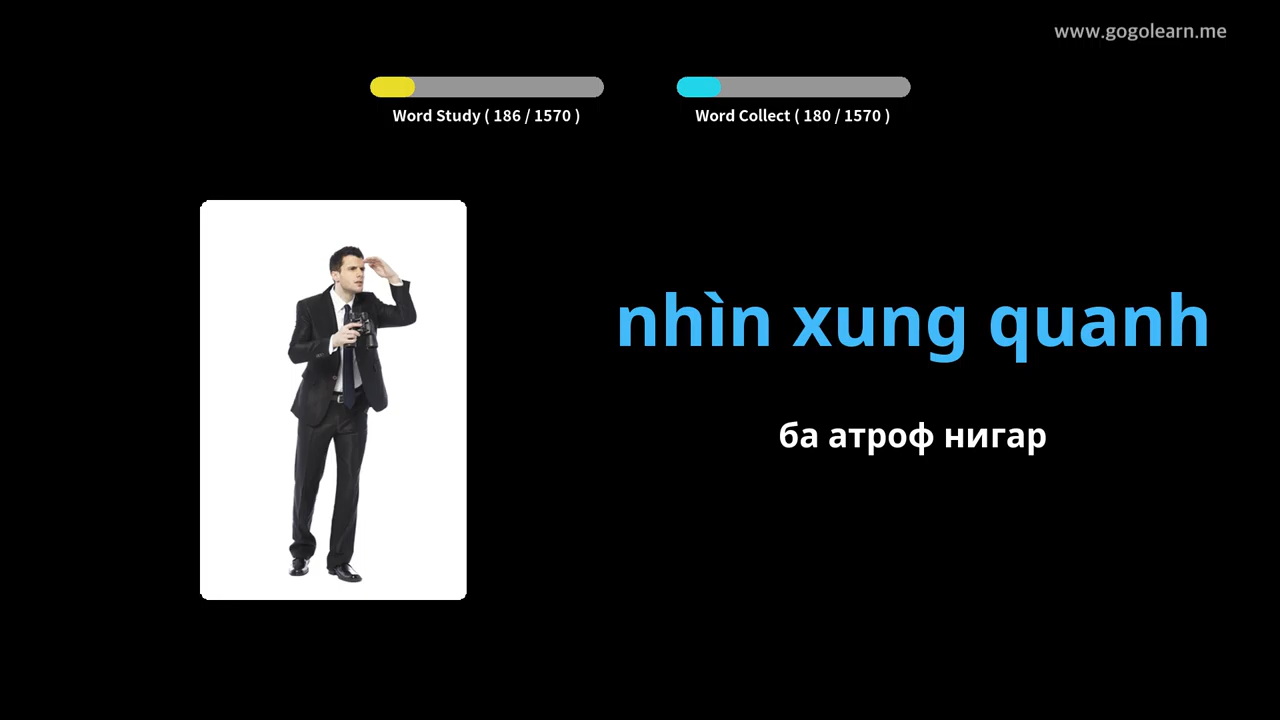 www.gogolearn.me
Word Study ( 186 / 1570 )
Word Collect ( 180 / 1570 )
nhìn xung quanh
ба атроф нигар